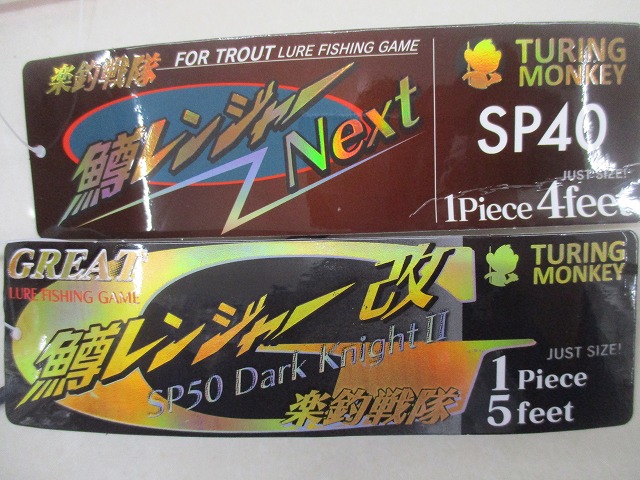 楽釣戦隊 FOR TROUT LURE FISHING GAME
鱒レンジャー Next
TURING
MONKEY
SP40
JUST SIZE!
1Piece 4feet
GREAT
LURE FISHING GAME
鱒レンジャー 改
SP50 Dark Knight II
楽釣戦隊
TURING
MONKEY
JUST SIZE!
1 Piece
5 feet